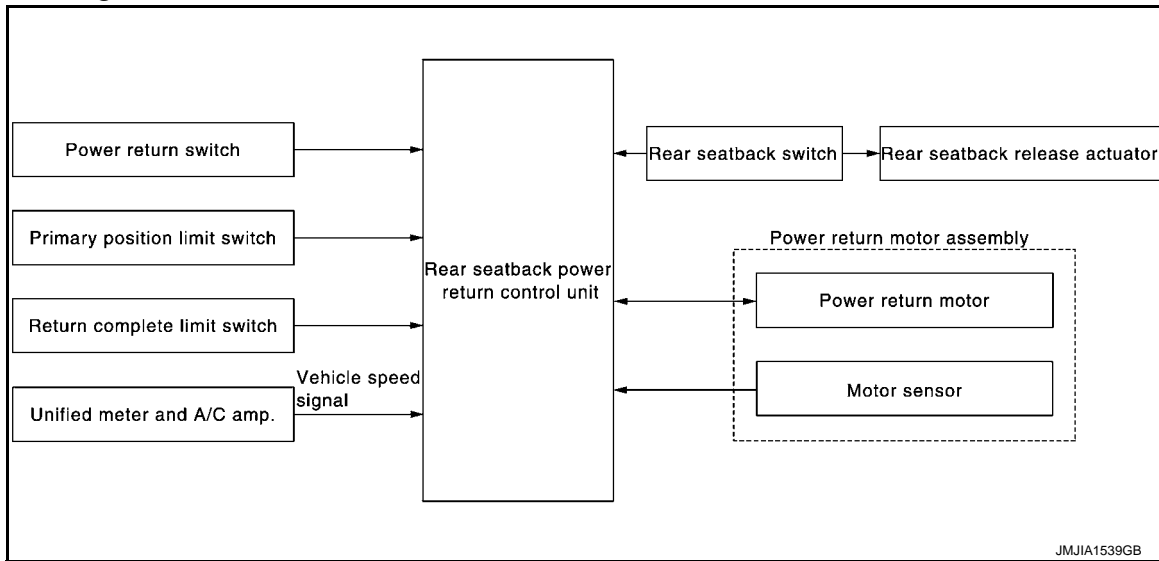 Power return switch
Primary position limit switch
Return complete limit switch
Unified meter and A/C amp.
Vehicle speed
signal
Rear seatback power
return control unit
Rear seatback switch
Rear seatback release actuator
Power return motor assembly
Power return motor
Motor sensor
JMJIA1539GB